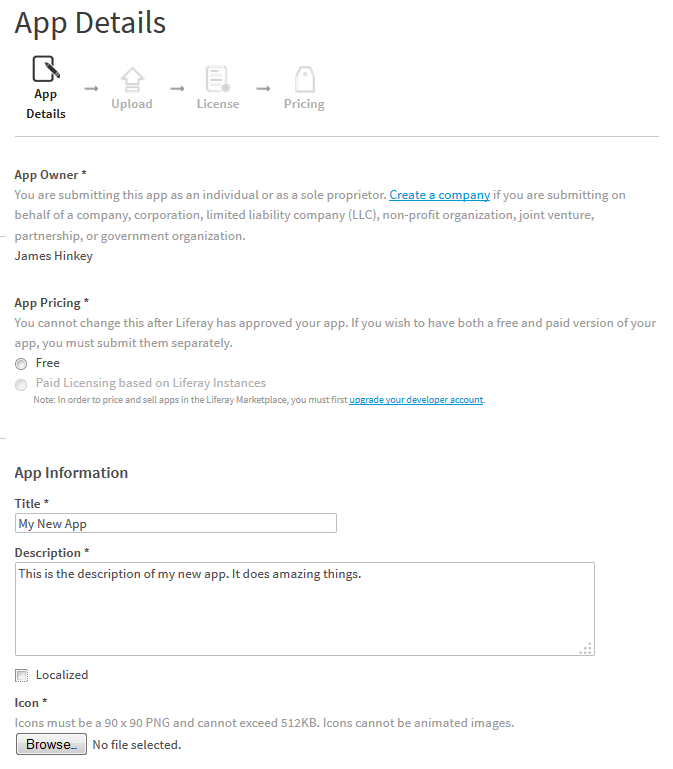 App Details
App
Details
Upload
License
Pricing
App Owner *
You are submitting this app as an individual or as a sole proprietor. Create a company if you are submitting on
behalf of a company, corporation, limited liability company (LLC), non-profit organization, joint venture,
partnership, or government organization.
James Hinkey
App Pricing *
You cannot change this after Liferay has approved your app. If you wish to have both a free and paid version of your
app, you must submit them separately.
Free
Paid Licensing based on Liferay Instances
Note: In order to price and sell apps in the Liferay Marketplace, you must first upgrade your developer account.
App Information
Title *
My New App
Description *
This is the description of my new app. It does amazing things.
Localized
Icon *
Icons must be a 90 x 90 PNG and cannot exceed 512KB. Icons cannot be animated images.
Browse... No file selected.